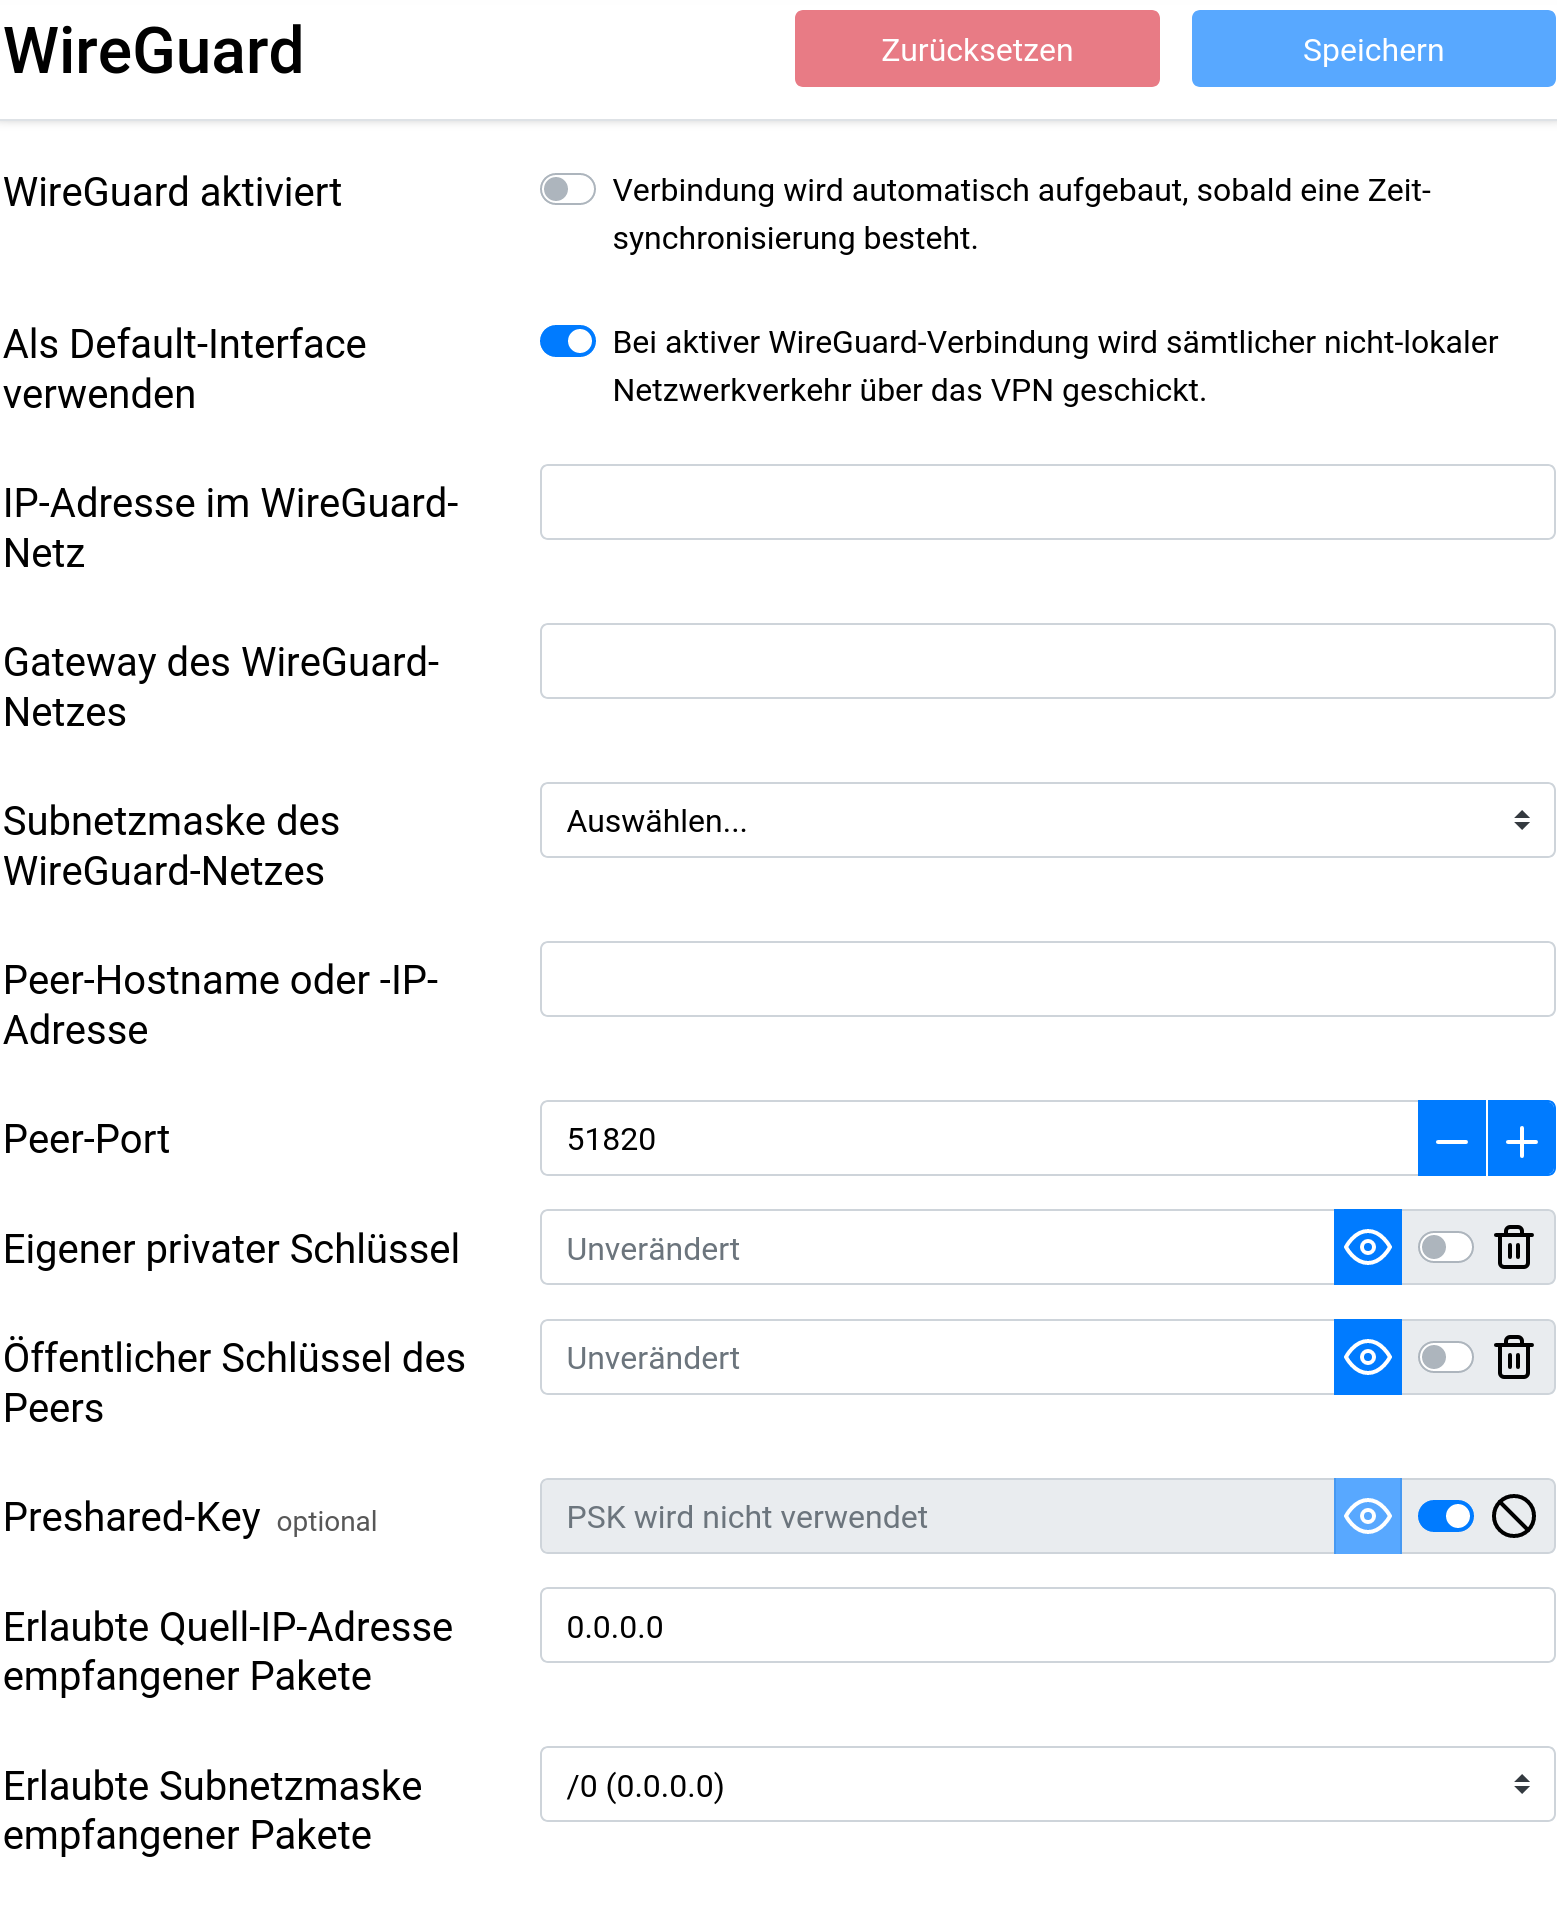 WireGuard
Zurücksetzen
Speichern
WireGuard aktiviert
Verbindung wird automatisch aufgebaut, sobald eine Zeit-
synchronisierung besteht.
Als Default-Interface
verwenden
Bei aktiver WireGuard-Verbindung wird sämtlicher nicht-lokaler
Netzwerkverkehr über das VPN geschickt.
IP-Adresse im WireGuard-
Netz
Gateway des WireGuard-
Netzes
Subnetzmaske des
WireGuard-Netzes
Auswählen...
Peer-Hostname oder -IP-
Adresse
Peer-Port
51820
Eigener privater Schlüssel
Unverändert
Öffentlicher Schlüssel des
Peers
Unverändert
Preshared-Key optional
PSK wird nicht verwendet
Erlaubte Quell-IP-Adresse
empfangener Pakete
0.0.0.0
Erlaubte Subnetzmaske
empfangener Pakete
/0 (0.0.0.0)